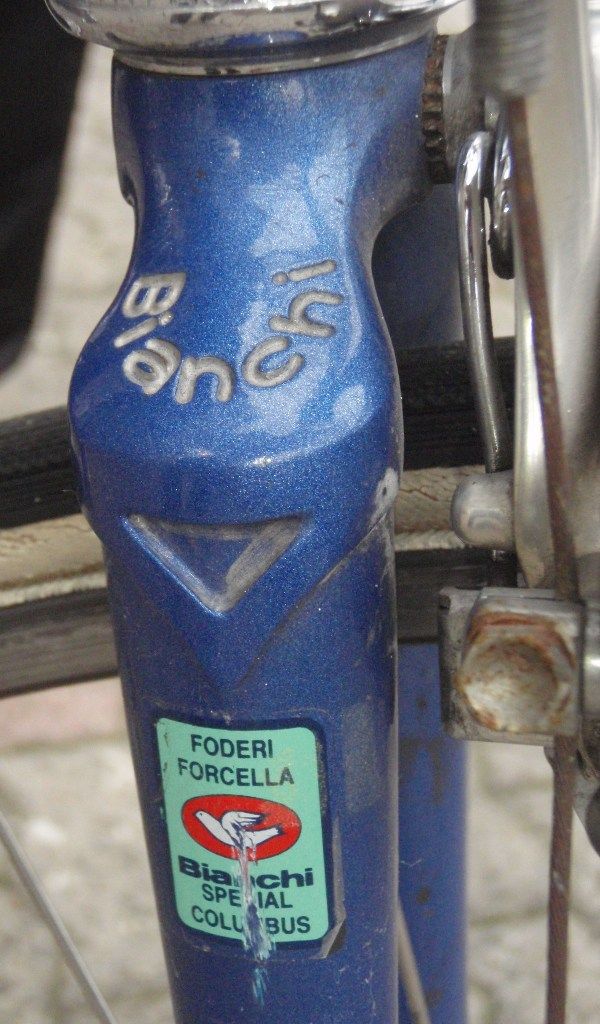 Bianchi
FODERI
FORCELLA
Bianchi
SPECIAL
COLUMBUS